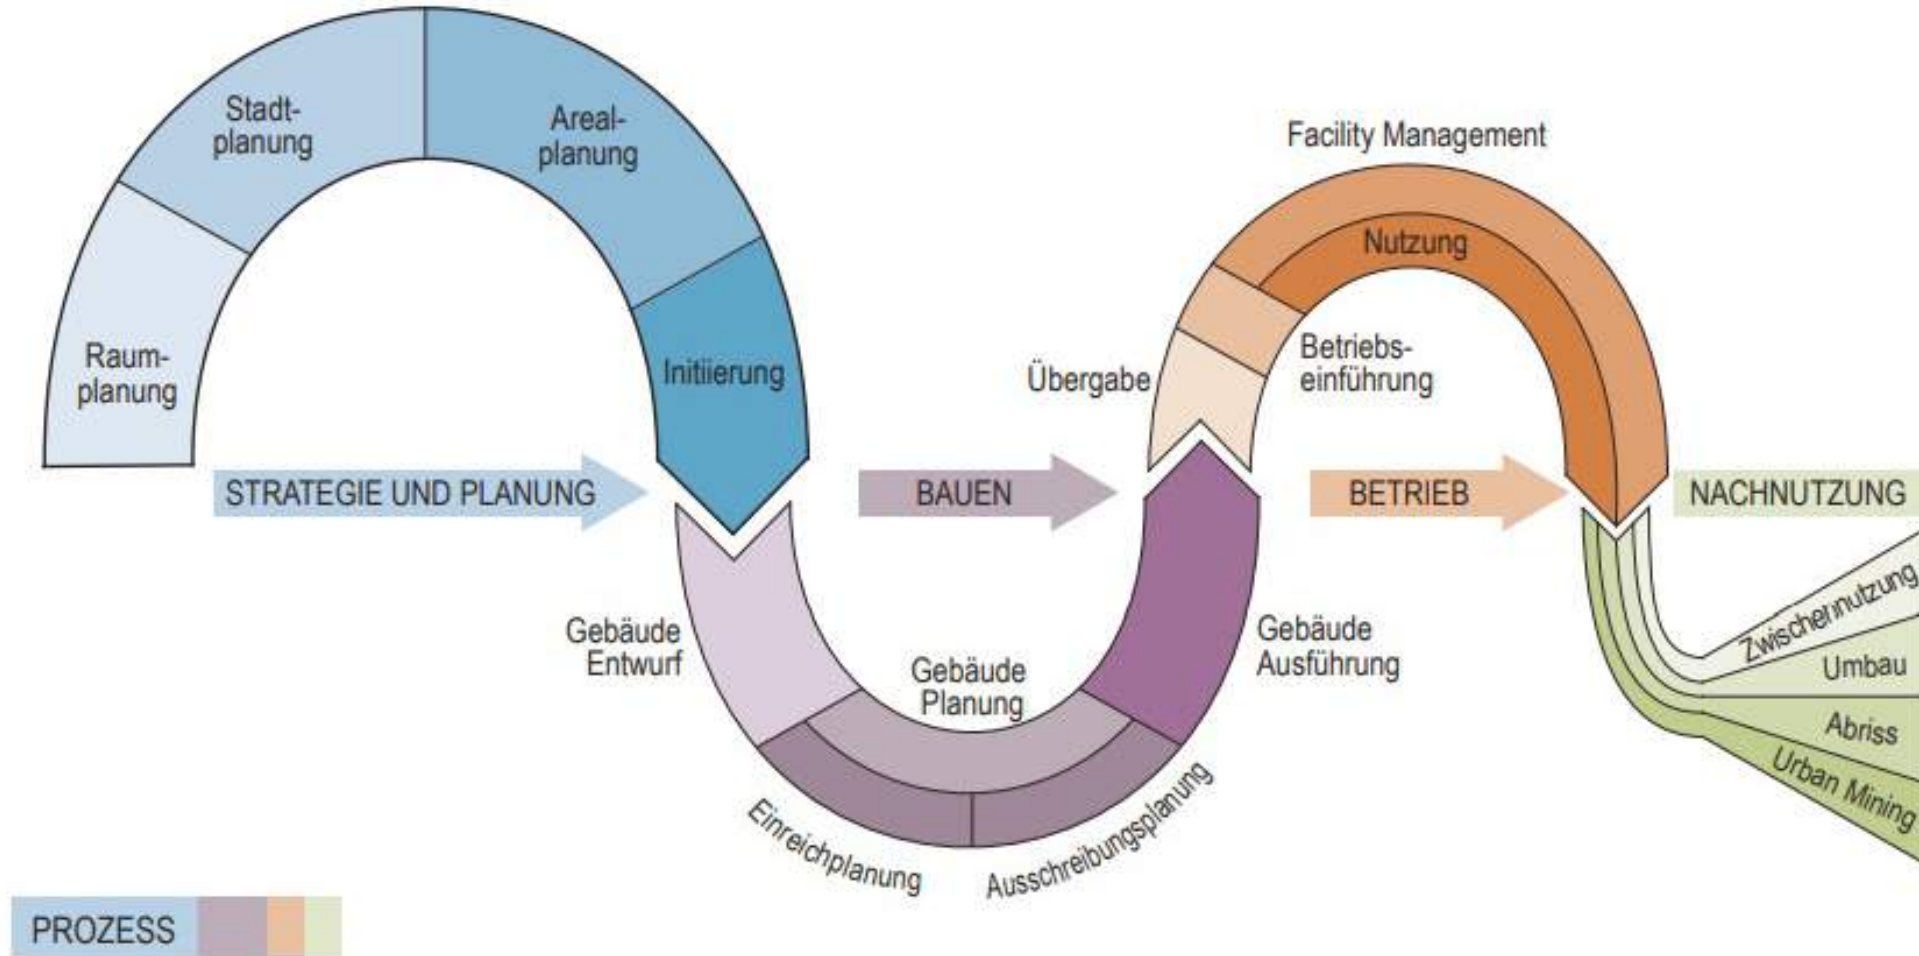 Stadt-
planung
Areal-
planung
Raum-
planung
Initiierung
STRATEGIE UND PLANUNG
Gebäude
Entwurf
Gebäude
Planung
Einreichplanung
Ausschreibungsplanung
Gebäude
Ausführung
BAUEN
Übergabe
Betriebs-
einführung
Facility Management
Nutzung
BETRIEB
NACHNUTZUNG
Zwischennutzung
Umbau
Abriss
Urban Mining
PROZESS